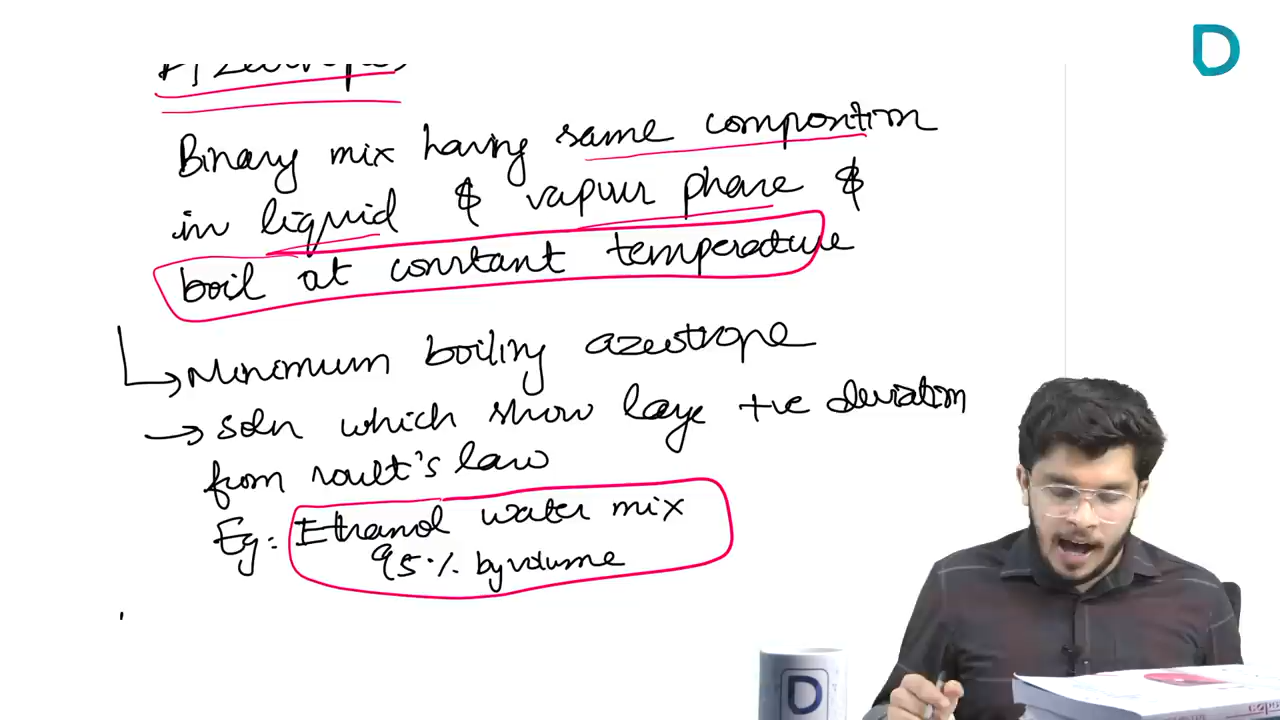 D
Binary mix having same composition
in liquid & vapour phase &
boil at constant temperature
Minimum boiling azeotrope
→ soln which show large +ve deviation
from roult's law
Eg: Ethanol water mix
95% by volume
D